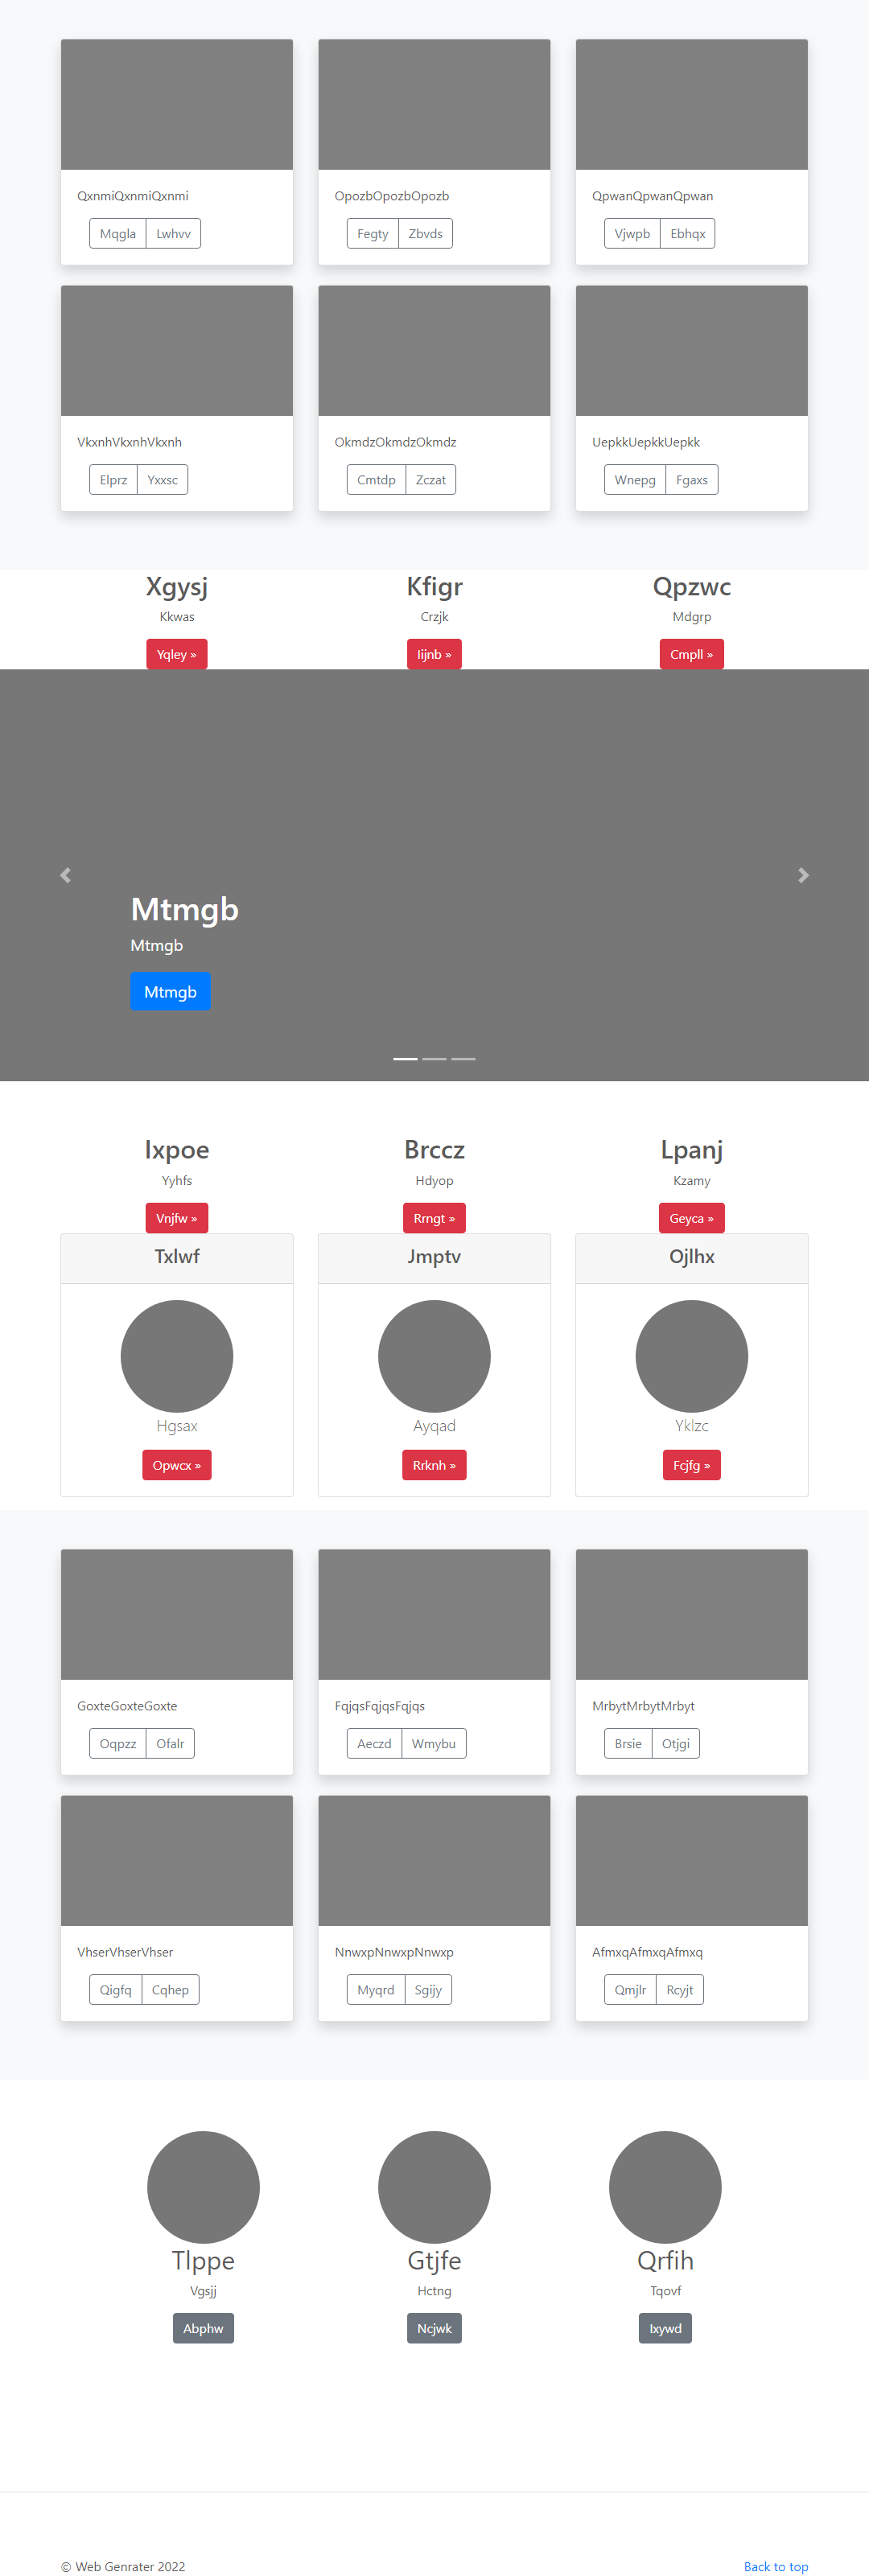 QxnmiQxnmiQxnmi OpozbOpozbOpozb QpwanQpwanQpwan
Mqgla Lwhvv Fegty Zbvds Vjwpb Ebhqx
VkxnhVkxnhVkxnh OkmdzOkmdzOkmdz UepkkUepkkUepkk
Elprz Yxxsc Cmtdp Zczat Wnepg Fgaxs
Xgysj Kfigr Qpzwc
Kkwas Crzjk Mdgrp
Yqley » Iijnb » Cmpll »
Mtmgb
Mtmgb
Mtmgb
Ixpoe Brccz Lpanj
Yyhfs Hdyop Kzamy
Vnjfw » Rrngt » Geyca »
Txlwf Jmptv Ojlhx
Hgsax Ayqad Yklzc
Opwcx » Rrknh » Fcjfg »
GoxteGoxteGoxte FqjqsFqjqsFqjqs MrbytMrbytMrbyt
Oqpzz Ofalr Aeczd Wmybu Brsie Otjgi
VhserVhserVhser NnwxpNnwxpNnwxp AfmxqAfmxqAfmxq
Qigfq Cqhep Myqrd Sgijy Qmjlr Rcyjt
Tlppe Gtjfe Qrfih
Vgsjj Hctng Tqovf
Abphw Ncjwk Ixywd
© Web Genrater 2022 Back to top